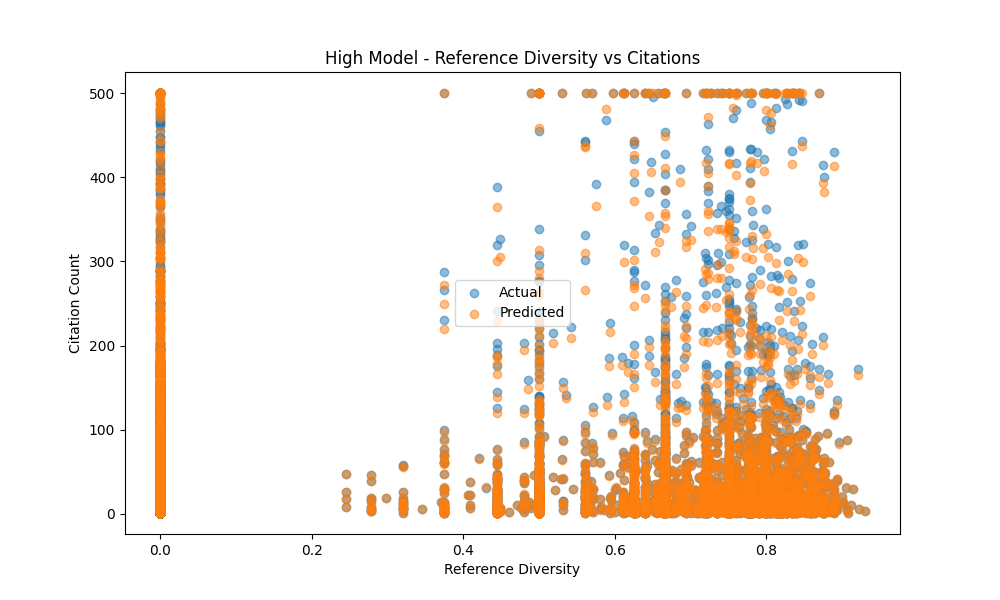 High Model - Reference Diversity vs Citations
500
400
300
200
100
0
Citation Count
Actual
Predicted
0.0 0.2 0.4 0.6 0.8
Reference Diversity